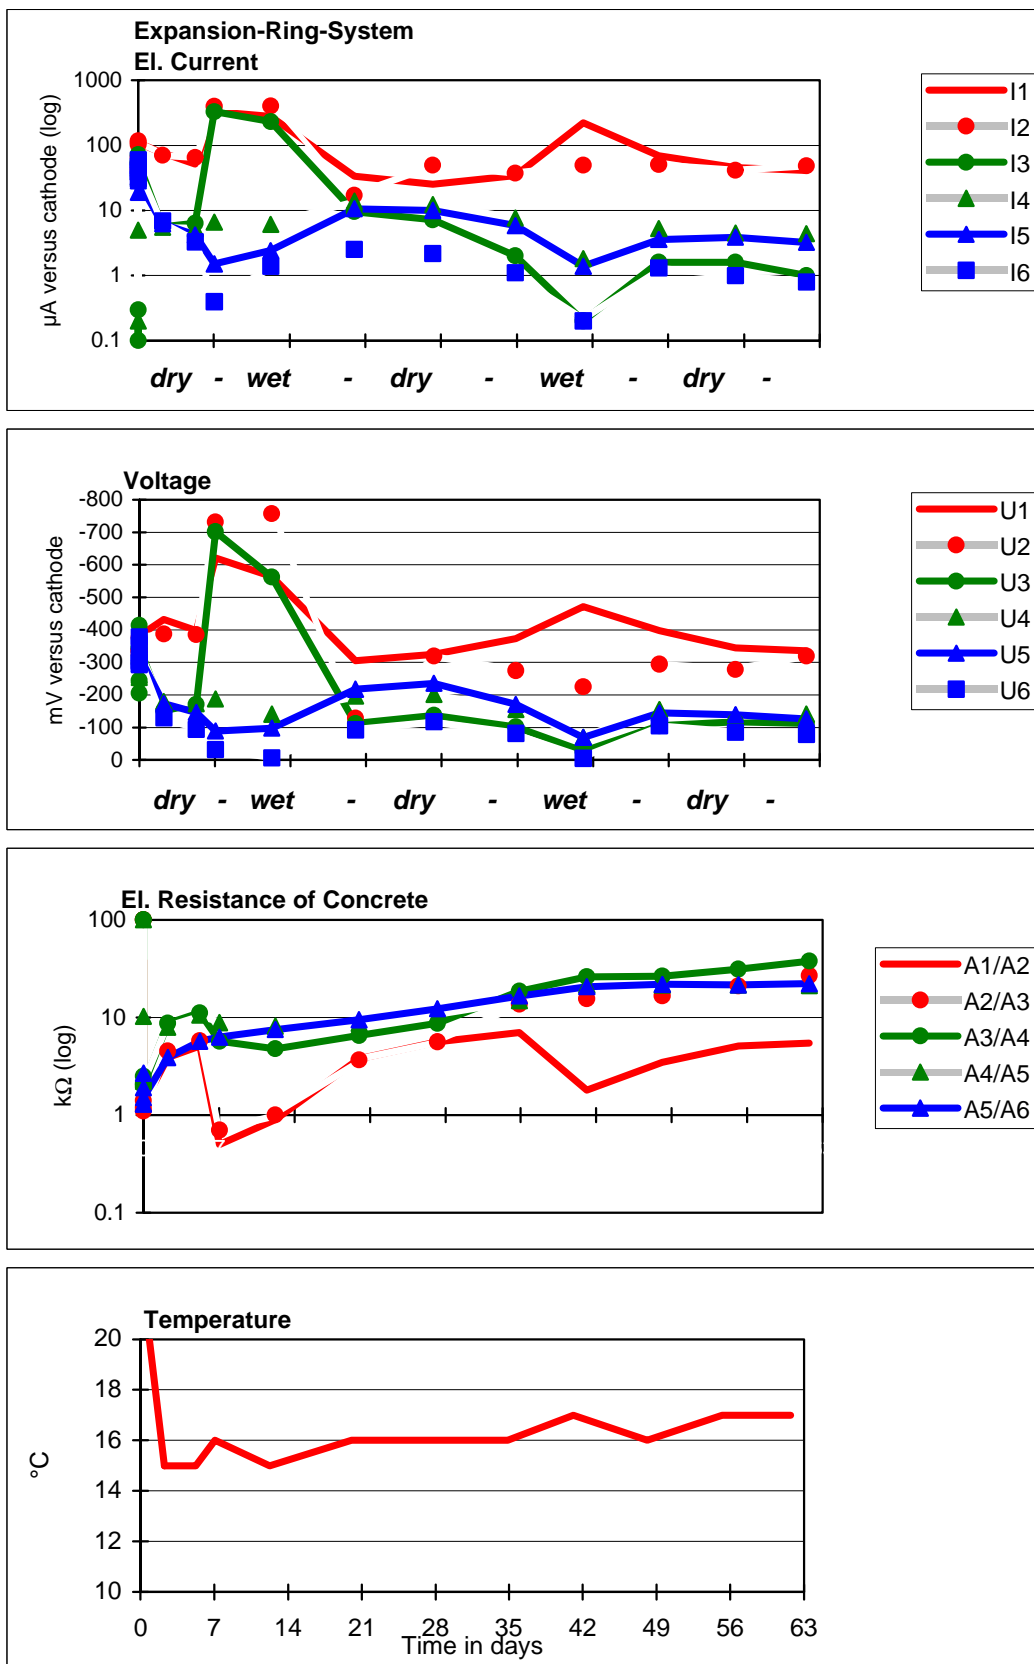 Expansion-Ring-System
El. Current
µA versus cathode (log)
1000
100
10
1
0.1
dry - wet - dry - wet - dry -
I1
I2
I3
I4
I5
I6
Voltage
mV versus cathode
-800
-700
-600
-500
-400
-300
-200
-100
0
dry - wet - dry - wet - dry -
U1
U2
U3
U4
U5
U6
El. Resistance of Concrete
kΩ (log)
100
10
1
0.1
A1/A2
A2/A3
A3/A4
A4/A5
A5/A6
Temperature
°C
20
18
16
14
12
10
0 7 14 21 28 35 42 49 56 63
Time in days